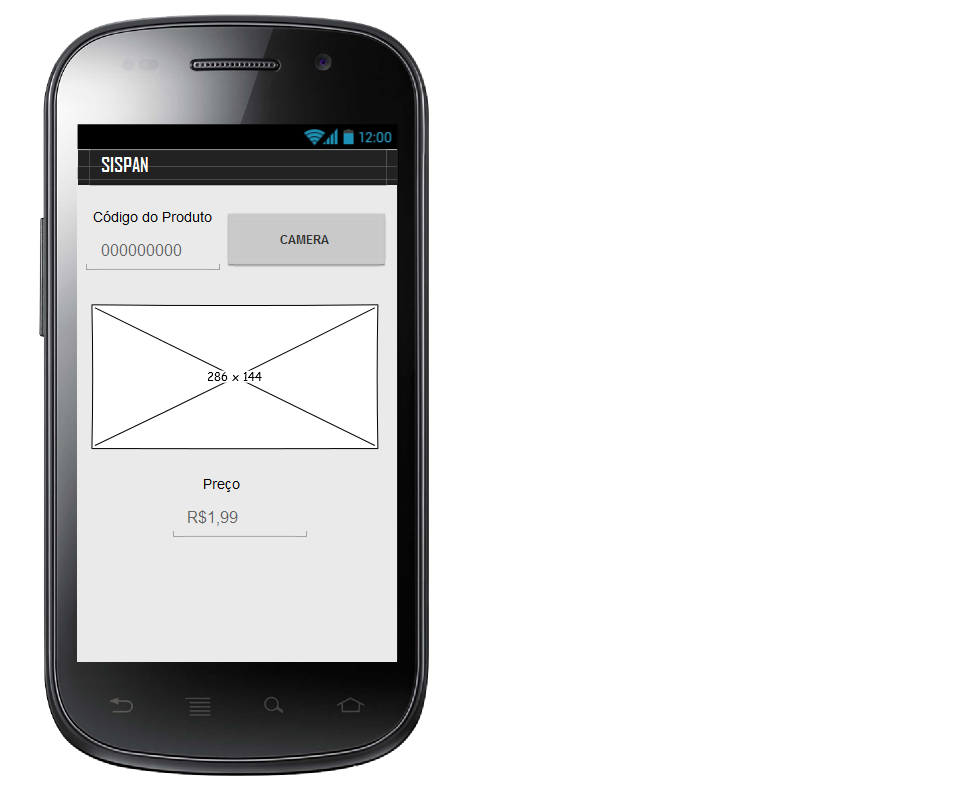 12:00
SISPAN
Código do Produto
000000000
CAMERA
286 x 144
Preço
R$1,99